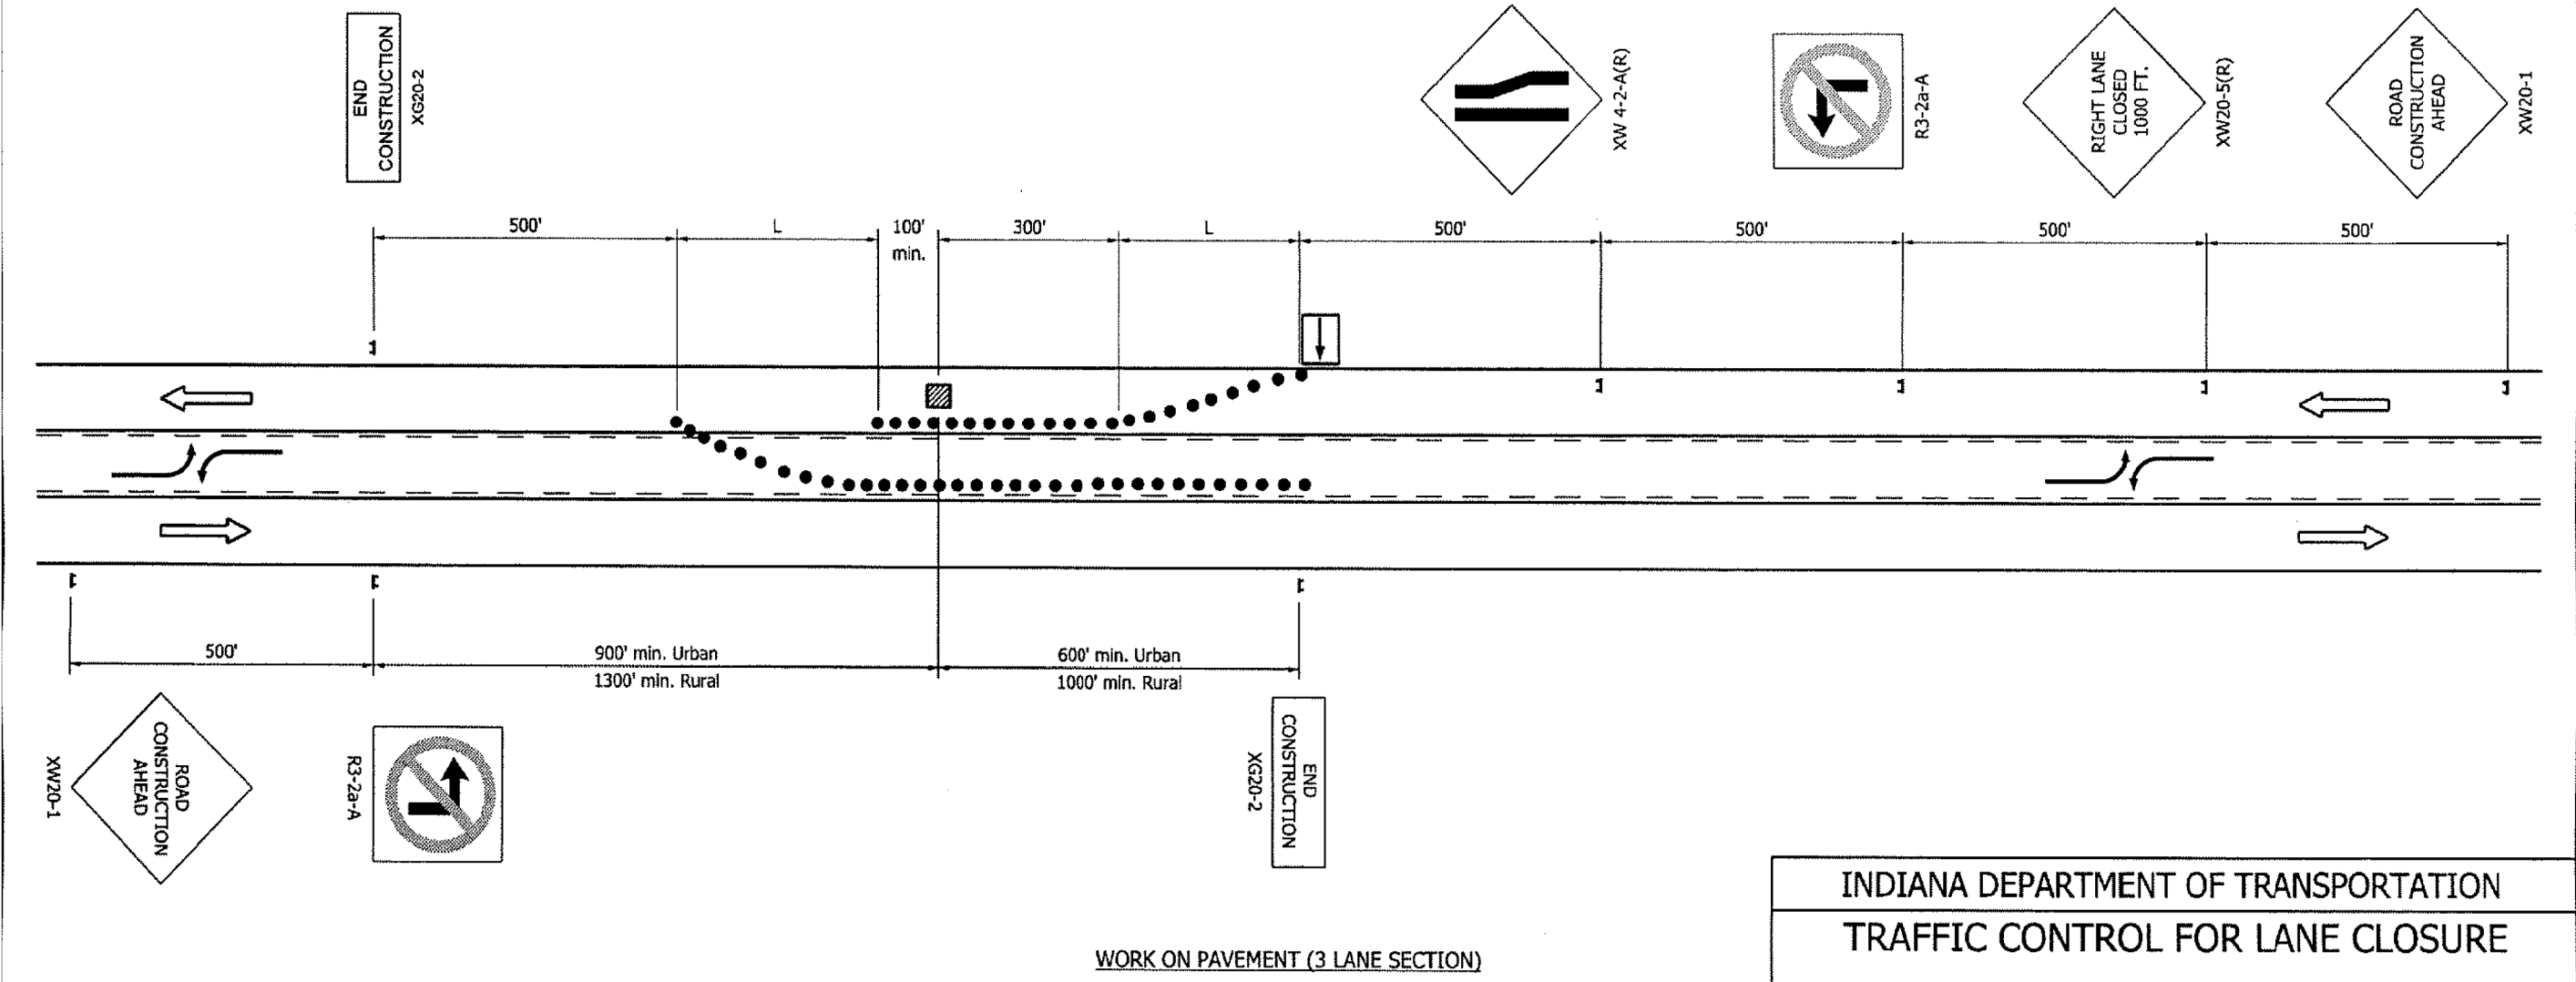 END
CONSTRUCTION
XG20-2
XW 4-2-A(R)
R3-2a-A
RIGHT LANE
CLOSED
1000 FT.
XW20-5(R)
ROAD
CONSTRUCTION
AHEAD
XW20-1
500'
L
100'
min.
300'
L
500'
500'
500'
500'
500'
900' min. Urban
1300' min. Rural
600' min. Urban
1000' min. Rural
XW20-1
ROAD
CONSTRUCTION
AHEAD
R3-2a-A
XG20-2
END
CONSTRUCTION
WORK ON PAVEMENT (3 LANE SECTION)
INDIANA DEPARTMENT OF TRANSPORTATION
TRAFFIC CONTROL FOR LANE CLOSURE